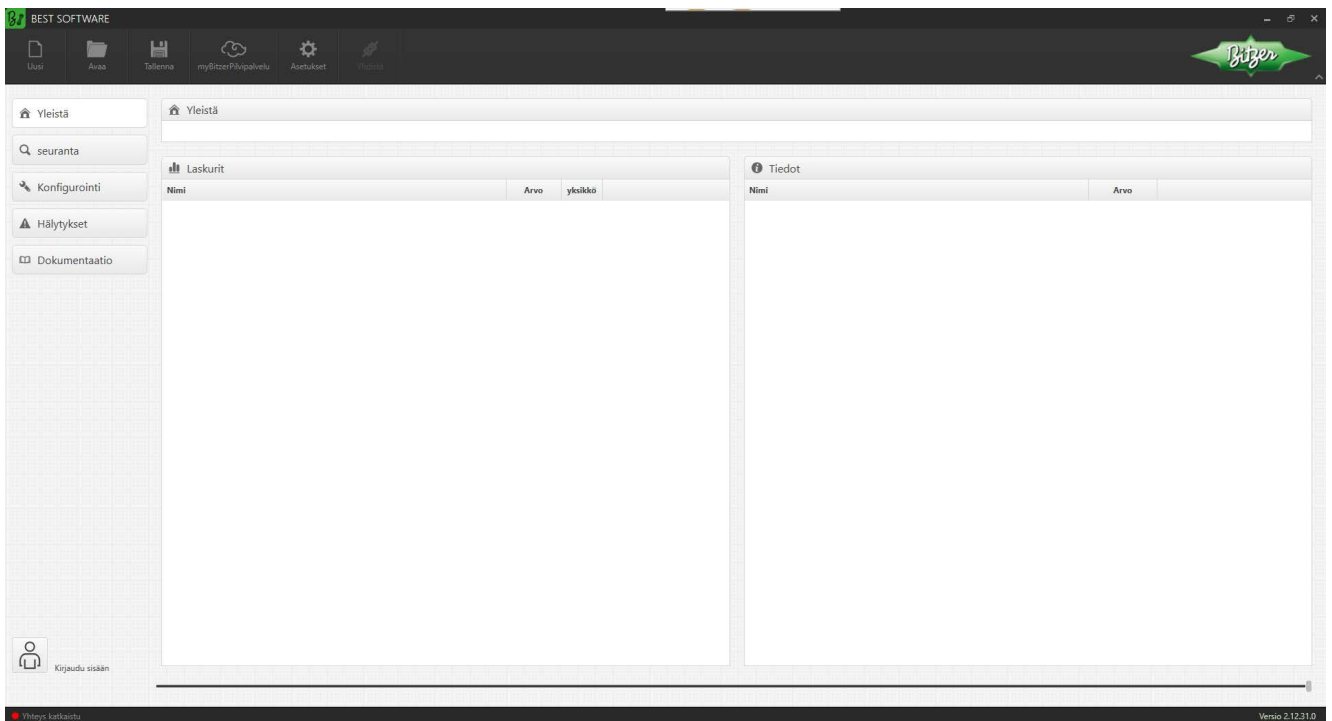 BEST SOFTWARE
Uusi
Avaa
Tallenna
myBitzerPilvipalvelu
Asetukset
Yhdistä
Bitzer
Yleistä
seuranta
Konfigurointi
Hälytykset
Dokumentaatio
Yleistä
Laskurit
Nimi Arvo yksikkö
Tiedot
Nimi Arvo
Kirjaudu sisään
Yhteys katkaistu
Versio 2.12.31.0